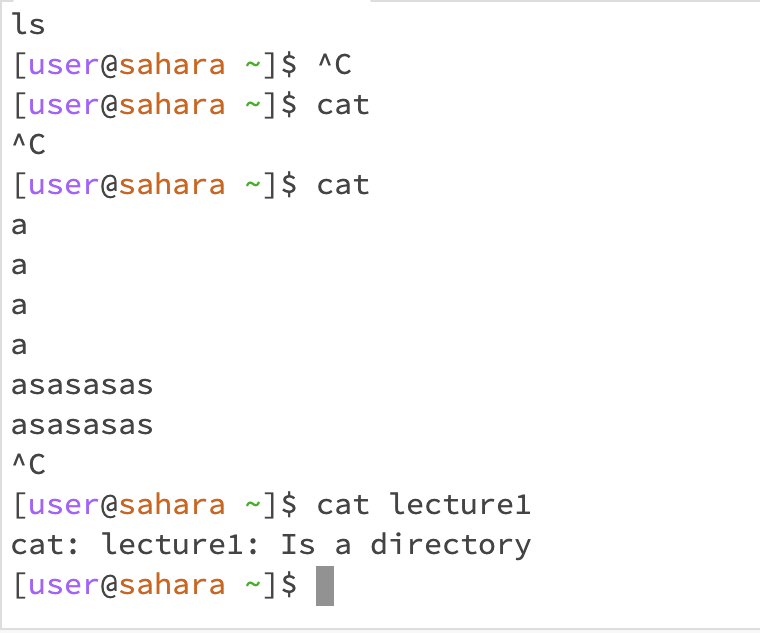 ls
[user@sahara ~]$ ^C
[user@sahara ~]$ cat
^C
[user@sahara ~]$ cat
a
a
a
a
asasasas
asasasas
^C
[user@sahara ~]$ cat lecture1
cat: lecture1: Is a directory
[user@sahara ~]$